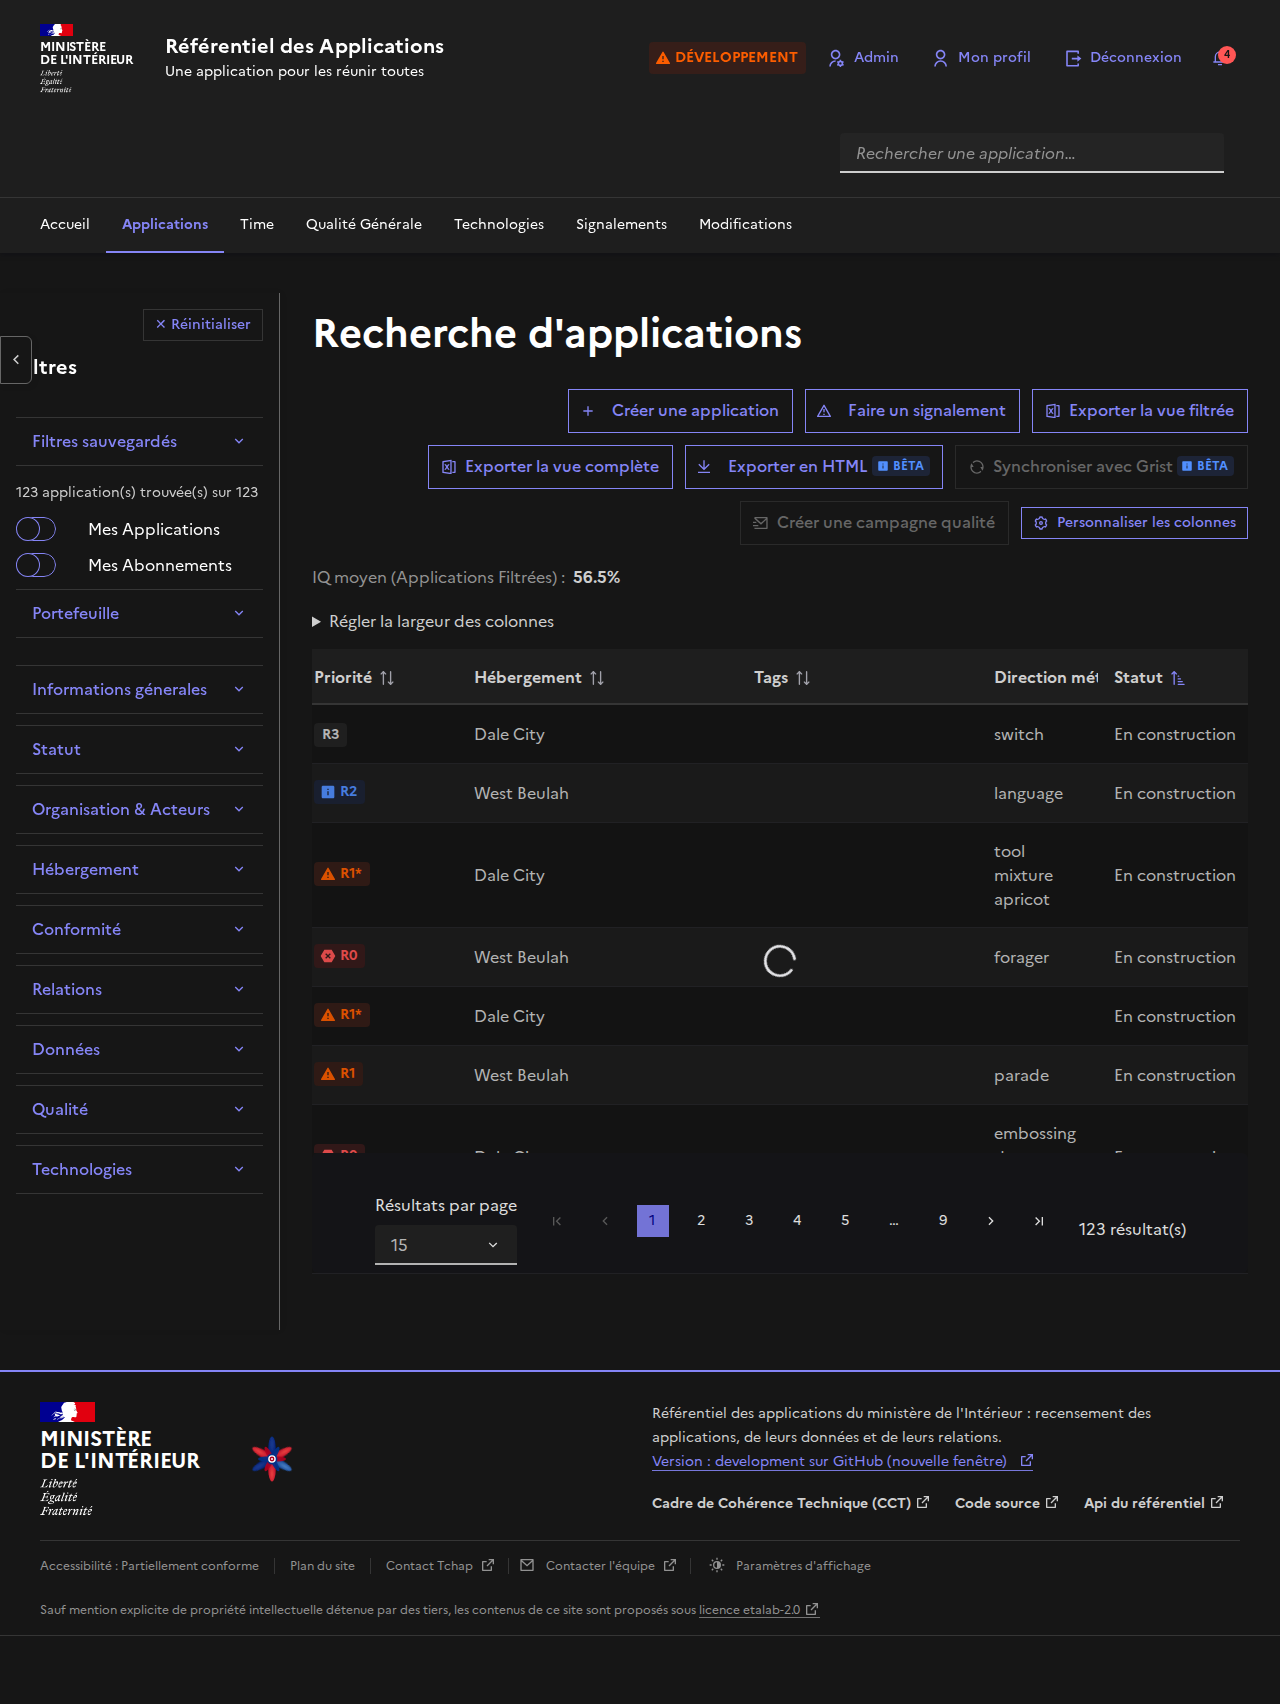 MINISTÈRE
DE L'INTÉRIEUR
Liberté
Égalité
Fraternité
Référentiel des Applications
Une application pour les réunir toutes
DÉVELOPPEMENT
Admin
Mon profil
Déconnexion
4
Rechercher une application…
Accueil
Applications
Time
Qualité Générale
Technologies
Signalements
Modifications
Réinitialiser
ltres
Filtres sauvegardés
123 application(s) trouvée(s) sur 123
Mes Applications
Mes Abonnements
Portefeuille
Informations génerales
Statut
Organisation & Acteurs
Hébergement
Conformité
Relations
Données
Qualité
Technologies
Recherche d'applications
Créer une application
Faire un signalement
Exporter la vue filtrée
Exporter la vue complète
Exporter en HTML BÊTA
Synchroniser avec Grist BÊTA
Créer une campagne qualité
Personnaliser les colonnes
IQ moyen (Applications Filtrées) : 56.5%
Régler la largeur des colonnes
Priorité Hébergement Tags Direction mét Statut
R3 Dale City switch En construction
R2 West Beulah language En construction
R1* Dale City tool mixture apricot En construction
R0 West Beulah forager En construction
R1* Dale City En construction
R1 West Beulah parade En construction
embossing
Résultats par page
15
1 2 3 4 5 … 9
123 résultat(s)
MINISTÈRE
DE L'INTÉRIEUR
Liberté
Égalité
Fraternité
Référentiel des applications du ministère de l'Intérieur : recensement des
applications, de leurs données et de leurs relations.
Version : development sur GitHub (nouvelle fenêtre)
Cadre de Cohérence Technique (CCT)
Code source
Api du référentiel
Accessibilité : Partiellement conforme
Plan du site
Contact Tchap
Contacter l'équipe
Paramètres d'affichage
Sauf mention explicite de propriété intellectuelle détenue par des tiers, les contenus de ce site sont proposés sous licence etalab-2.0